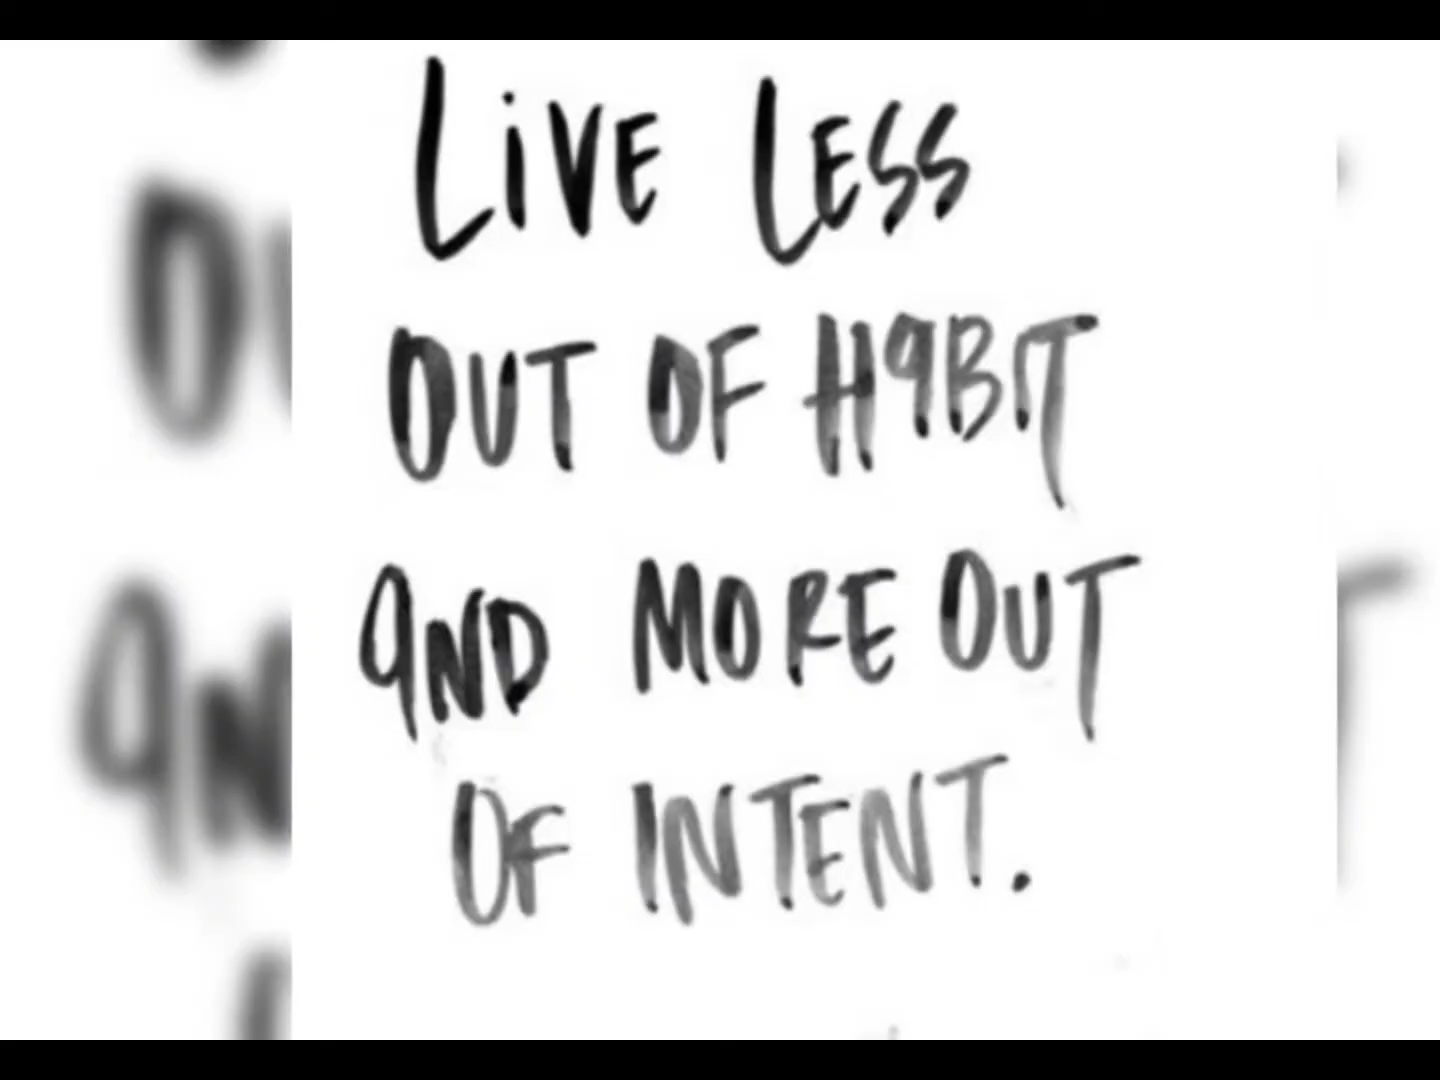 LiVE LESS
OUT OF HABIT
AND MORE OUT
OF INTENT.